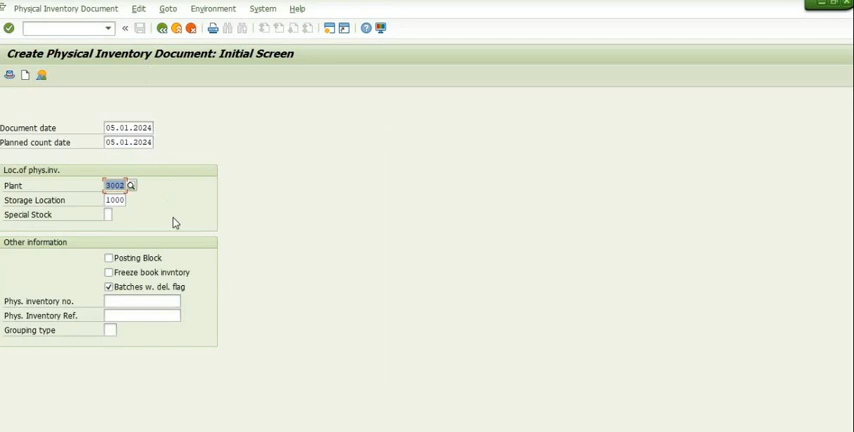 Physical Inventory Document Edit Goto Environment System Help
Create Physical Inventory Document: Initial Screen
Document date 05.01.2024
Planned count date 05.01.2024
Loc.of phys.inv.
Plant 3002
Storage Location 1000
Special Stock
Other information
Posting Block
Freeze book invntory
Batches w. del. flag
Phys. inventory no.
Phys. Inventory Ref.
Grouping type